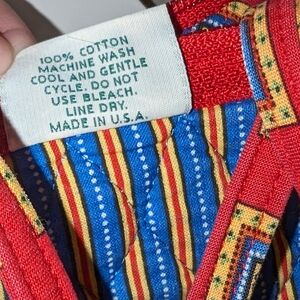 100% COTTON
MACHINE WASH
COOL AND GENTLE
CYCLE. DO NOT
USE BLEACH.
LINE DRY.
MADE IN U.S.A.